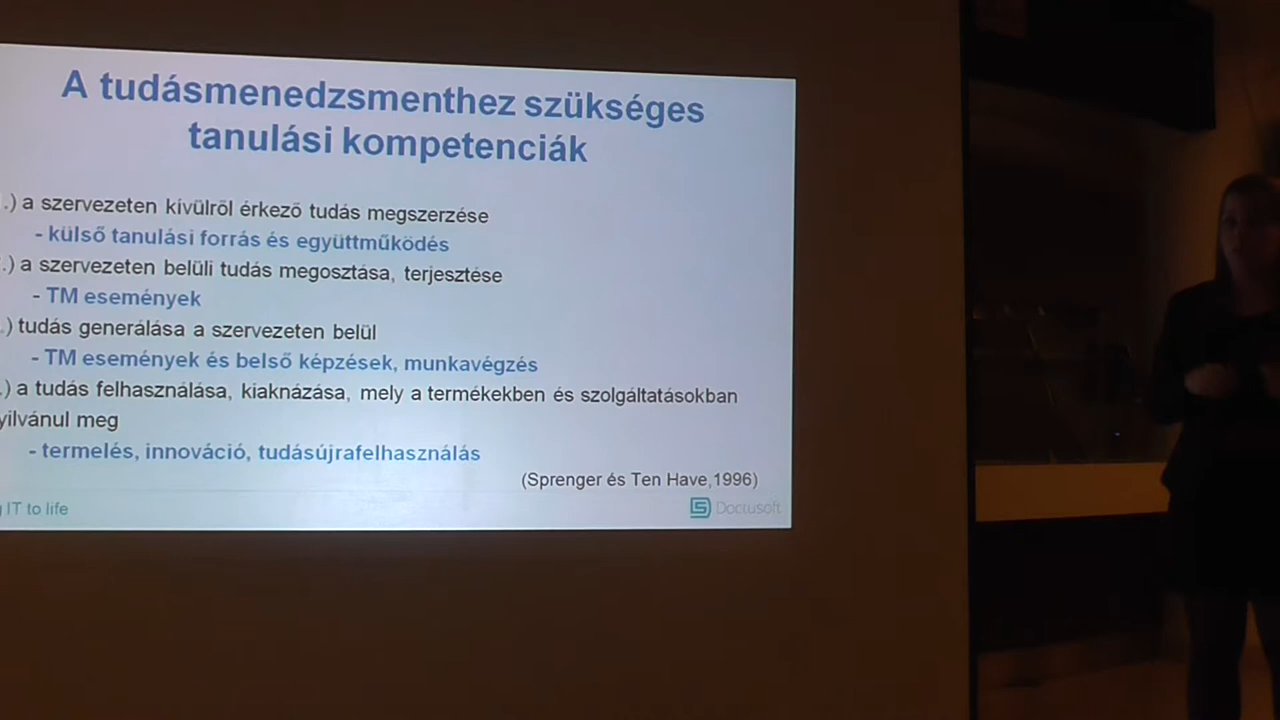 A tudásmenedzsmenthez szükséges
tanulási kompetenciák
.) a szervezeten kívülről érkező tudás megszerzése
- külső tanulási forrás és együttműködés
.) a szervezeten belüli tudás megosztása, terjesztése
- TM események
.) tudás generálása a szervezeten belül
- TM események és belső képzések, munkavégzés
.) a tudás felhasználása, kiaknázása, mely a termékekben és szolgáltatásokban
yilvánul meg
- termelés, innováció, tudásújrafelhasználás
(Sprenger és Ten Have,1996)
IT to life
Doctusoft